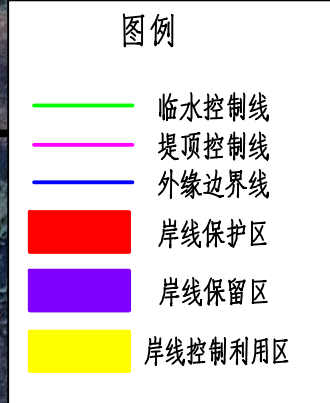 图例
临水控制线
堤顶控制线
外缘边界线
岸线保护区
岸线保留区
岸线控制利用区